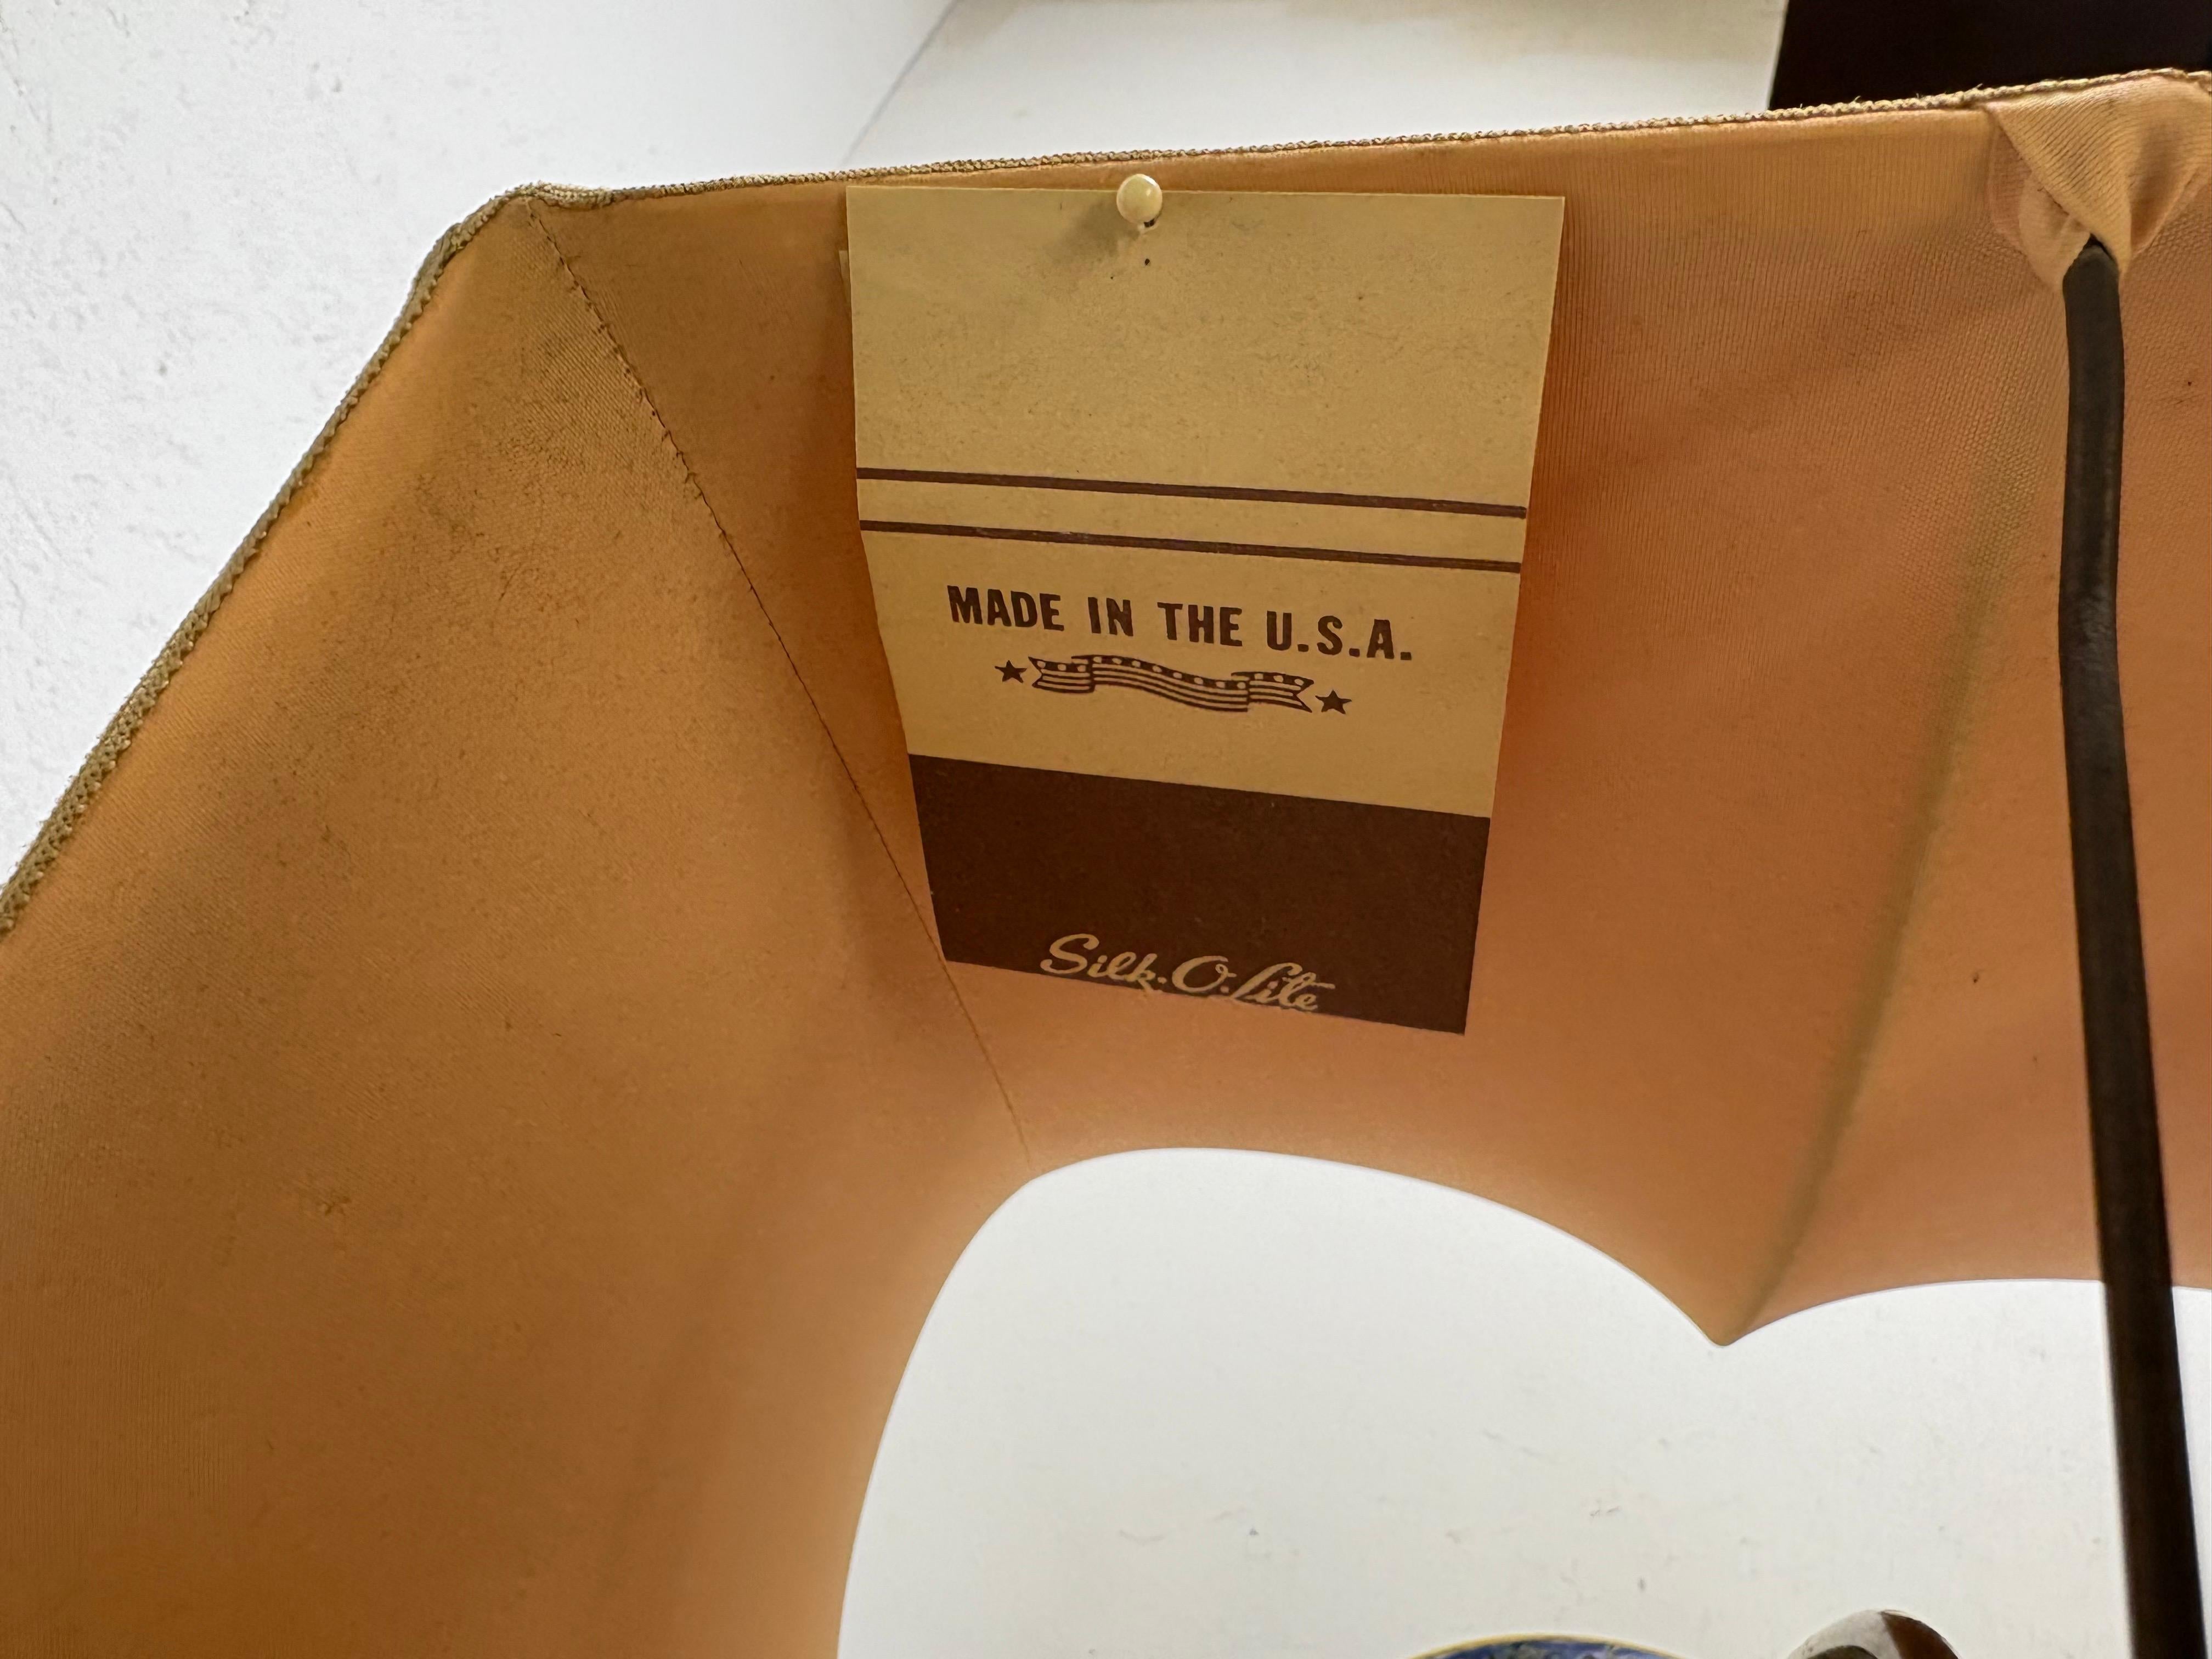 MADE IN THE U.S.A.
Silk-O-Lite